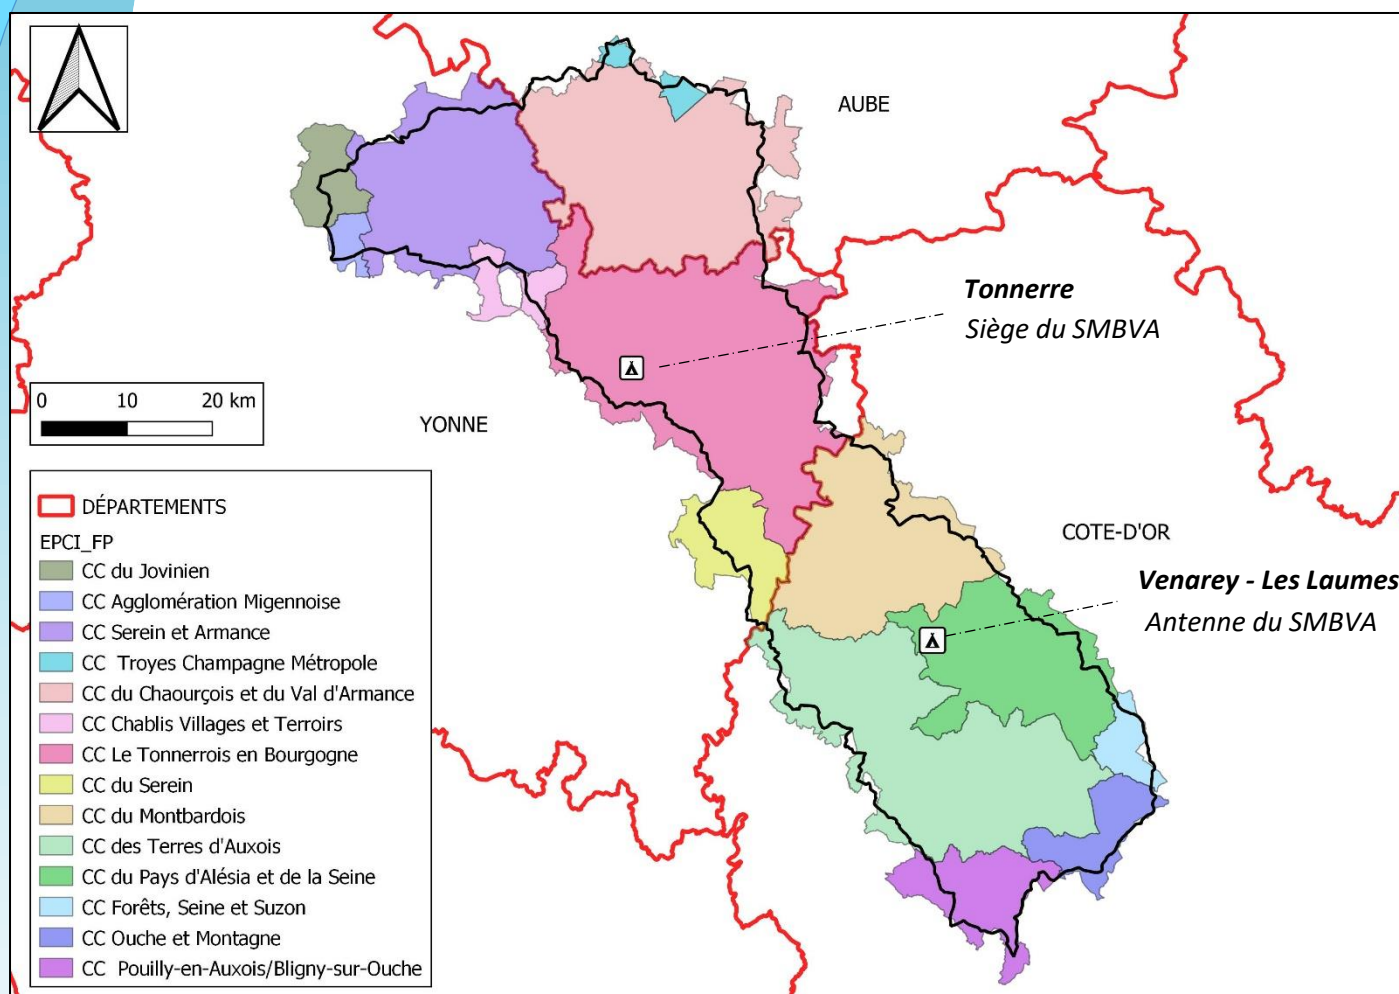 AUBE
Tonnerre
Siège du SMBVA
0 10 20 km
YONNE
DÉPARTEMENTS
EPCI_FP
CC du Jovinien
CC Agglomération Migennoise
CC Serein et Armance
CC Troyes Champagne Métropole
CC du Chaourçois et du Val d'Armance
CC Chablis Villages et Terroirs
CC Le Tonnerrois en Bourgogne
CC du Serein
CC du Montbardois
CC des Terres d'Auxois
CC du Pays d'Alésia et de la Seine
CC Forêts, Seine et Suzon
CC Ouche et Montagne
CC Pouilly-en-Auxois/Bligny-sur-Ouche
COTE-D'OR
Venarey - Les Laumes
Antenne du SMBVA